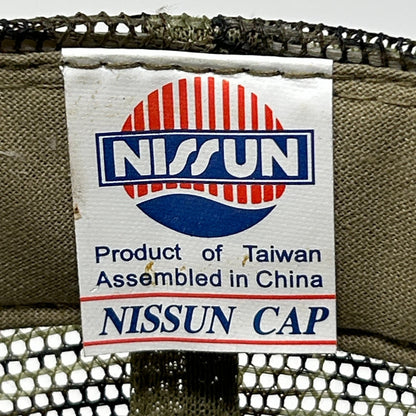 NISSUN
Product of Taiwan
Assembled in China
NISSUN CAP